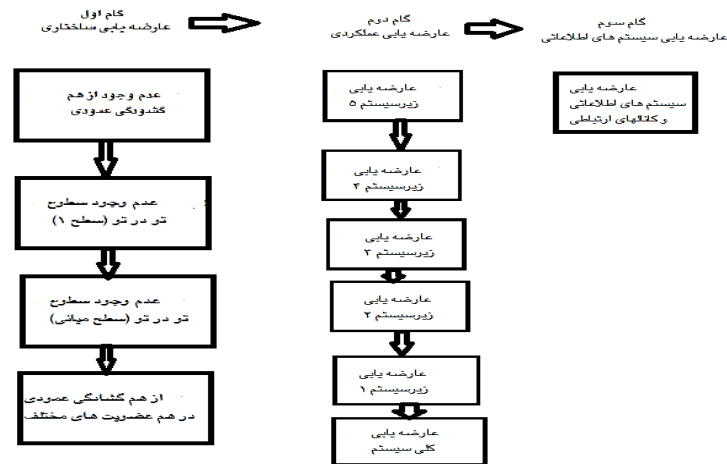 گام اول
عارضه یابی ساختاری
گام دوم
عارضه یابی عملکردی
گام سوم
عارضه یابی سیستم های اطلاعاتی
عدم وجود از هم
گشودگی عمودی
عدم وجود سطوح
تو در تو (سطح ۱)
عدم وجود سطوح
تو در تو (سطح میانی)
از هم گشادگی عمودی
در هم عضویت های مختلف
عارضه یابی
زیرسیستم ۵
عارضه یابی
زیرسیستم ۴
عارضه یابی
زیرسیستم ۳
عارضه یابی
زیرسیستم ۲
عارضه یابی
زیرسیستم ۱
عارضه یابی
کلی سیستم
عارضه یابی
سیستم های اطلاعاتی
و کانالهای ارتباطی